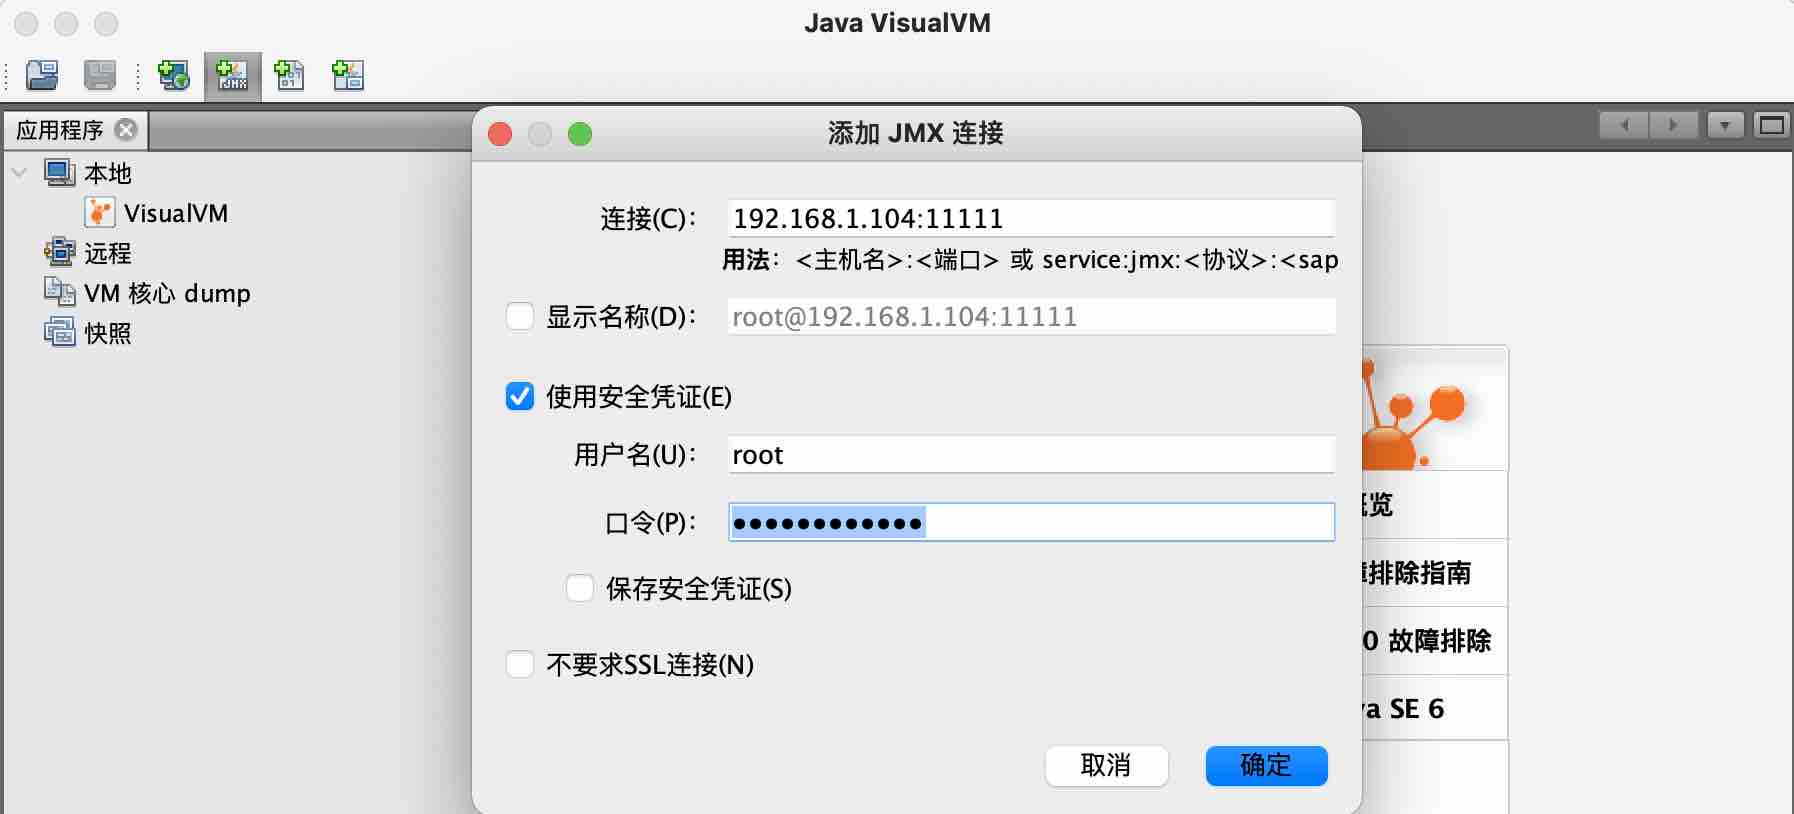 Java VisualVM
JMX
应用程序
本地
VisualVM
远程
VM 核心 dump
快照
添加 JMX 连接
连接(C)： 192.168.1.104:11111
用法：<主机名>:<端口> 或 service:jmx:<协议>:<sap
显示名称(D)： root@192.168.1.104:11111
使用安全凭证(E)
用户名(U)： root
口令(P)： ●●●●●●●●●●●●
保存安全凭证(S)
不要求SSL连接(N)
取消 确定
览
排除指南
0 故障排除
va SE 6